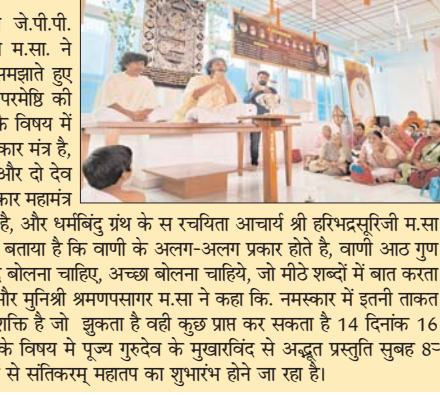 जे.पी.पी.
म.सा. ने
समझाते हुए
परमेष्ठि की
के विषय में
कार मंत्र है,
और दो देव
कार महामंत्र
है, और धर्मबिंदु ग्रंथ के स रचयिता आचार्य श्री हरिभद्रसूरिजी म.सा
बताया है कि वाणी के अलग-अलग प्रकार होते है, वाणी आठ गुण
बोलना चाहिए, अच्छा बोलना चाहिये, जो मीठे शब्दों में बात करता
और मुनिश्री श्रमणपसागर म.सा ने कहा कि. नमस्कार में इतनी ताकत
शक्ति है जो झुकता है वही कुछ प्राप्त कर सकता है 14 दिनांक 16
के विषय मे पूज्य गुरुदेव के मुखारविंद से अद्भूत प्रस्तुति सुबह 8-
से संतिकरम् महातप का शुभारंभ होने जा रहा है।